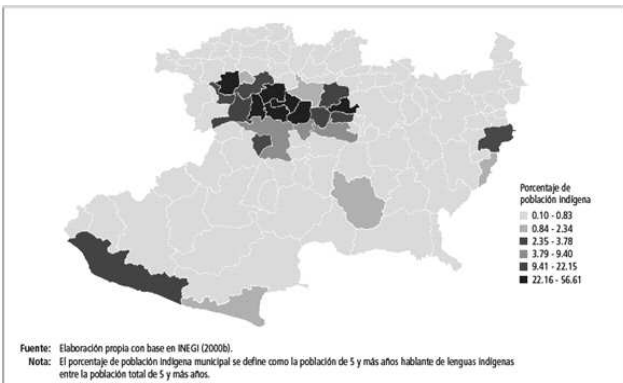 Porcentaje de
población indígena
0.10 - 0.83
0.84 - 2.34
2.35 - 3.78
3.79 - 9.40
9.41 - 22.15
22.16 - 56.61
Fuente: Elaboración propia con base en INEGI (2000b).
Nota: El porcentaje de población indígena municipal se define como la población de 5 y más años hablante de lenguas indígenas
entre la población total de 5 y más años.